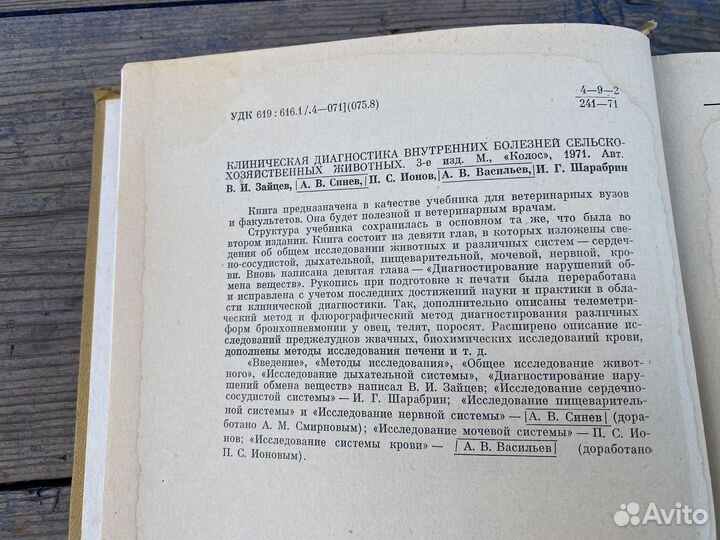 УДК 619 : 616.1/.4—071](075.8)
4—9—2
241—71
КЛИНИЧЕСКАЯ ДИАГНОСТИКА ВНУТРЕННИХ БОЛЕЗНЕЙ СЕЛЬСКО-
ХОЗЯЙСТВЕННЫХ ЖИВОТНЫХ. 3-е изд. М., «Колос», 1971. Авт.
В. И. Зайцев, А. В. Синев, П. С. Ионов, А. В. Васильев, И. Г. Шарабрин
Книга предназначена в качестве учебника для ветеринарных вузов
и факультетов. Она будет полезной и ветеринарным врачам.
Структура учебника сохранилась в основном та же, что была во
втором издании. Книга состоит из девяти глав, в которых изложены све-
дения об общем исследовании животных и различных систем — сердеч-
но-сосудистой, дыхательной, пищеварительной, мочевой, нервной, кро-
ви. Вновь написана девятая глава — «Диагностирование нарушений об-
мена веществ». Рукопись при подготовке к печати была переработана
и исправлена с учетом последних достижений науки и практики в обла-
сти клинической диагностики. Так, дополнительно описаны телеметри-
ческий метод и флюрографический метод диагностирования различных
форм бронхопневмонии у овец, телят, поросят. Расширено описание ис-
следований преджелудков жвачных, биохимических исследований крови,
дополнены методы исследования печени и т. д.
«Введение», «Методы исследования», «Общее исследование живот-
ного», «Исследование дыхательной системы», «Диагностирование нару-
шений обмена веществ» написал В. И. Зайцев; «Исследование сердечно-
сосудистой системы» — И. Г. Шарабрин; «Исследование пищеваритель-
ной системы» и «Исследование нервной системы» — А. В. Синев (дора-
ботано А. М. Смирновым); «Исследование мочевой системы» — П. С. Ио-
нов; «Исследование системы крови» — А. В. Васильев (доработано
П. С. Ионовым).
Avito